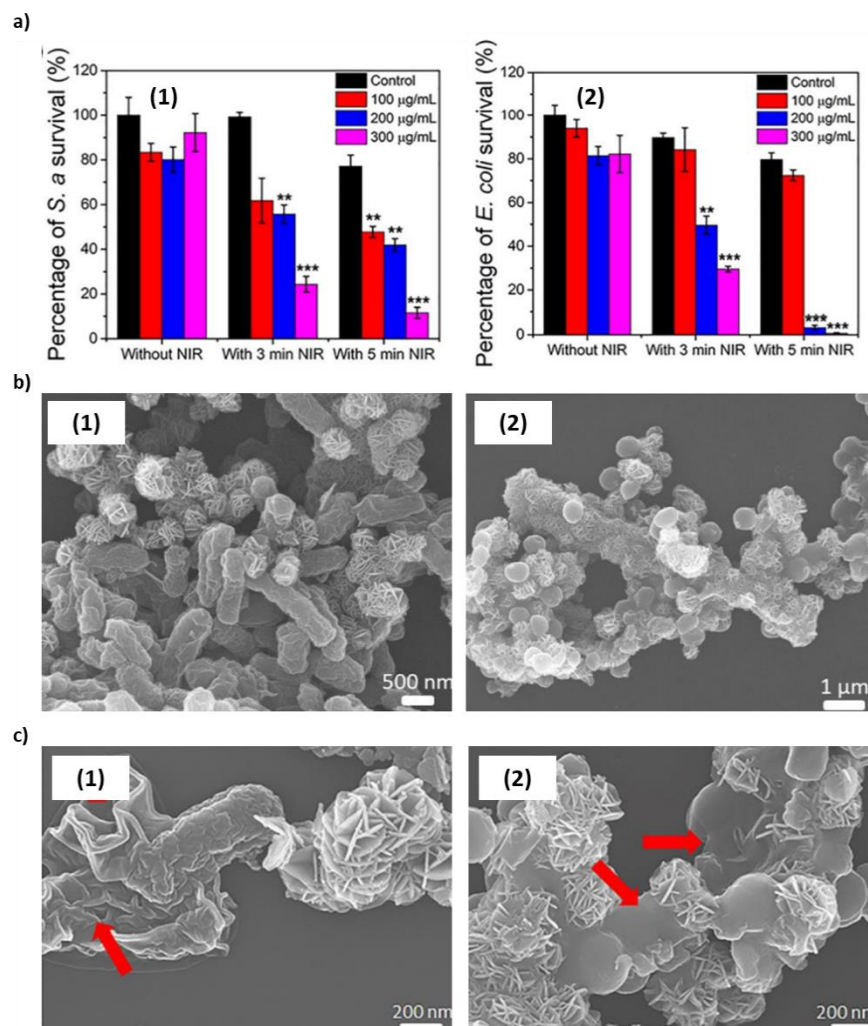 a)
(1)
Control
100 μg/mL
200 μg/mL
300 μg/mL
Percentage of S. a survival (%)
120
100
80
60
40
20
0
**
***
**
**
***
Without NIR
With 3 min NIR
With 5 min NIR
(2)
Control
100 μg/mL
200 μg/mL
300 μg/mL
Percentage of E. coli survival (%)
120
100
80
60
40
20
0
**
***
***
***
Without NIR
With 3 min NIR
With 5 min NIR
b)
(1)
500 nm
(2)
1 μm
c)
(1)
200 nm
(2)
200 nm